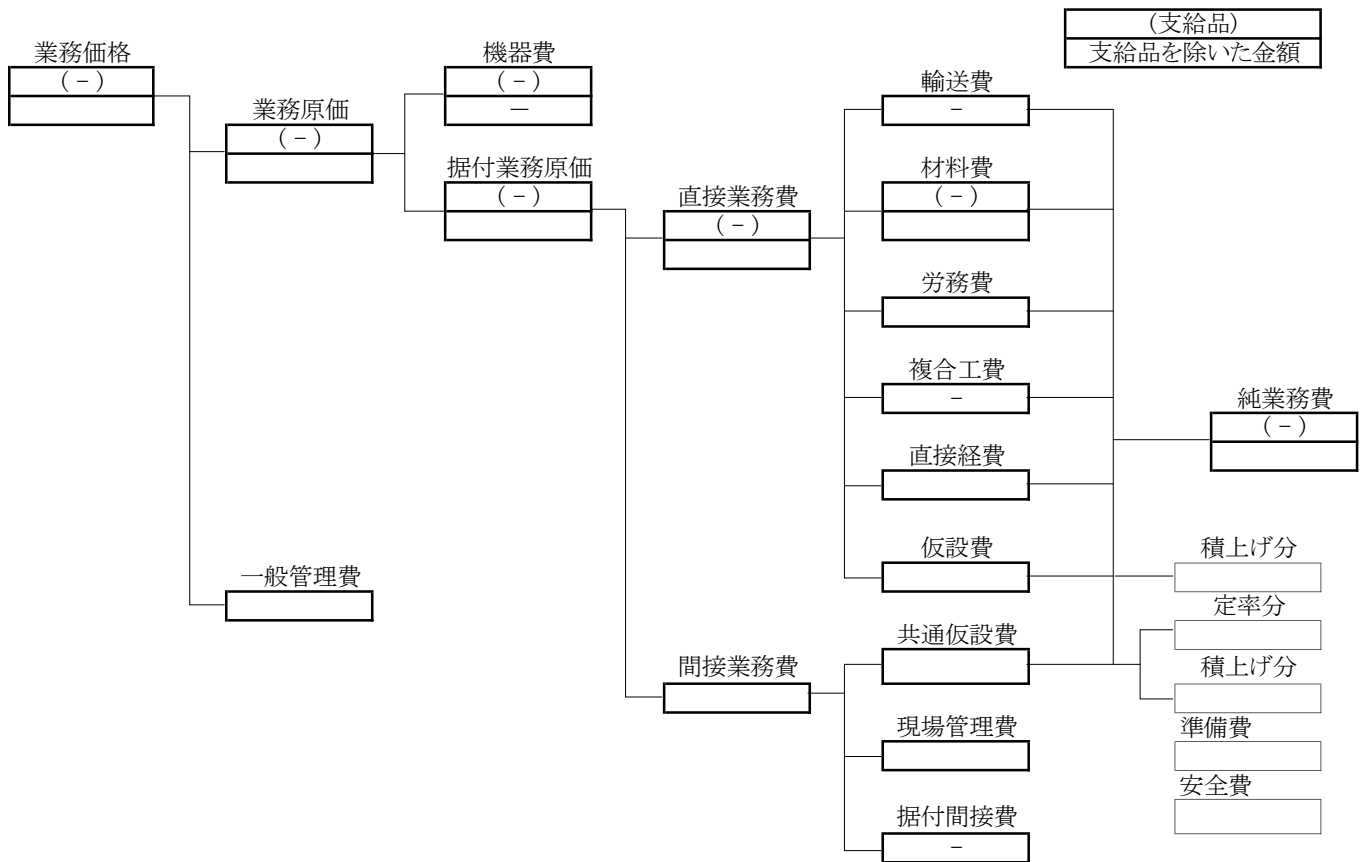 (支給品)
支給品を除いた金額
業務価格
(-)
業務原価
(-)
一般管理費
機器費
(-)
-
据付業務原価
(-)
直接業務費
(-)
間接業務費
輸送費
-
材料費
(-)
労務費
複合工費
-
直接経費
仮設費
共通仮設費
現場管理費
据付間接費
-
純業務費
(-)
積上げ分
定率分
積上げ分
準備費
安全費